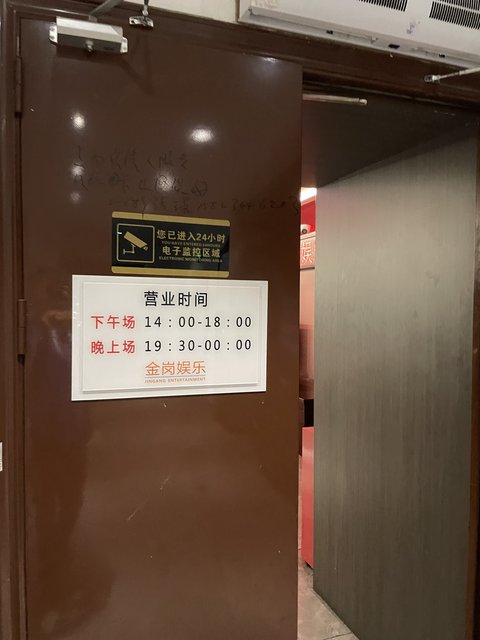 您已进入24小时
YOU HAVE ENTERED 24HOURS
电子监控区域
ELECTRONIC MONITORING AREA
营业时间
下午场 14：00-18：00
晚上场 19：30-00：00
金岗娱乐
JINGANG ENTERTAINMENT
娱